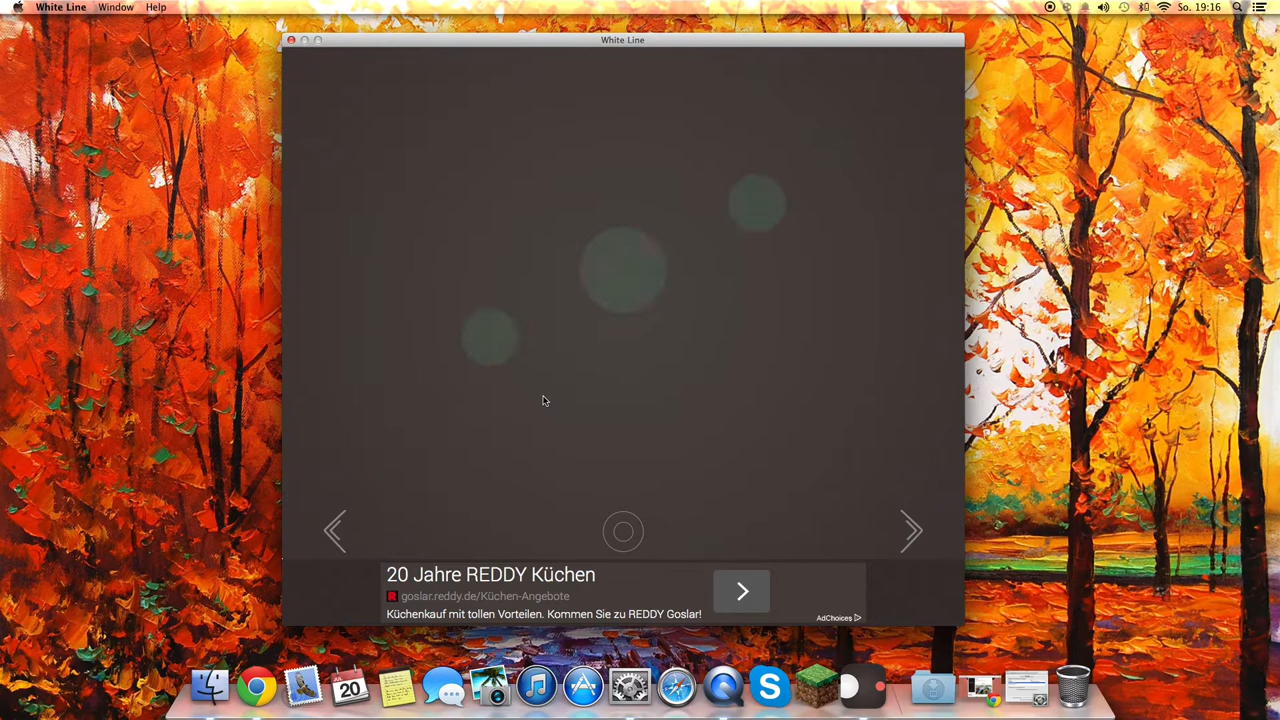 White Line Window Help So. 19:16
White Line
20 Jahre REDDY Küchen
R goslar.reddy.de/Küchen-Angebote
Küchenkauf mit tollen Vorteilen. Kommen Sie zu REDDY Goslar!
AdChoices
JUL
20